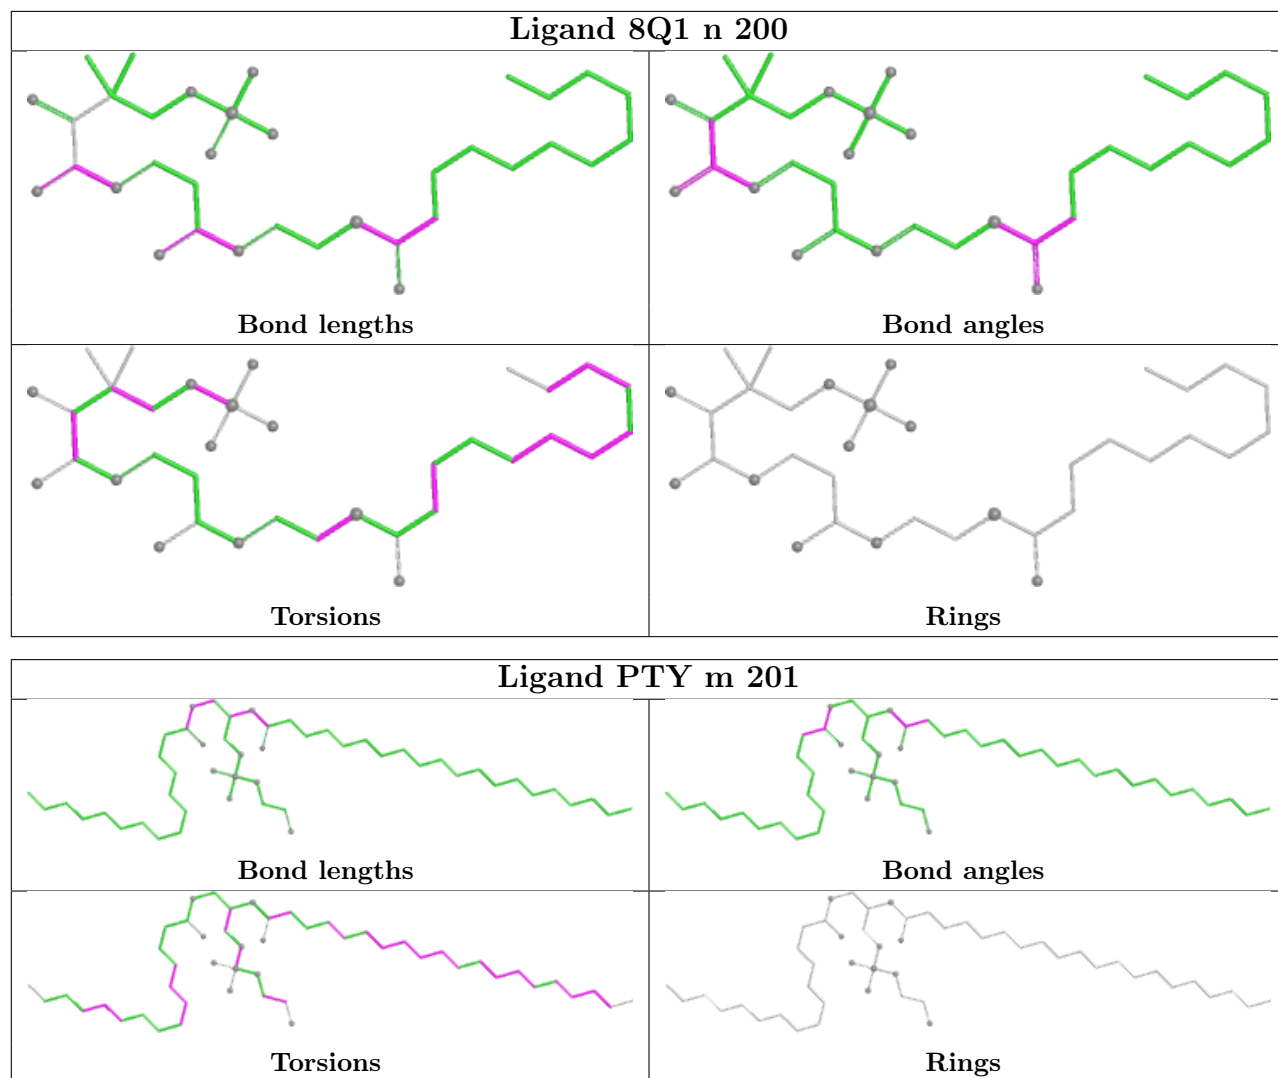 Ligand 8Q1 n 200
Bond lengths
Bond angles
Torsions
Rings
Ligand PTY m 201
Bond lengths
Bond angles
Torsions
Rings